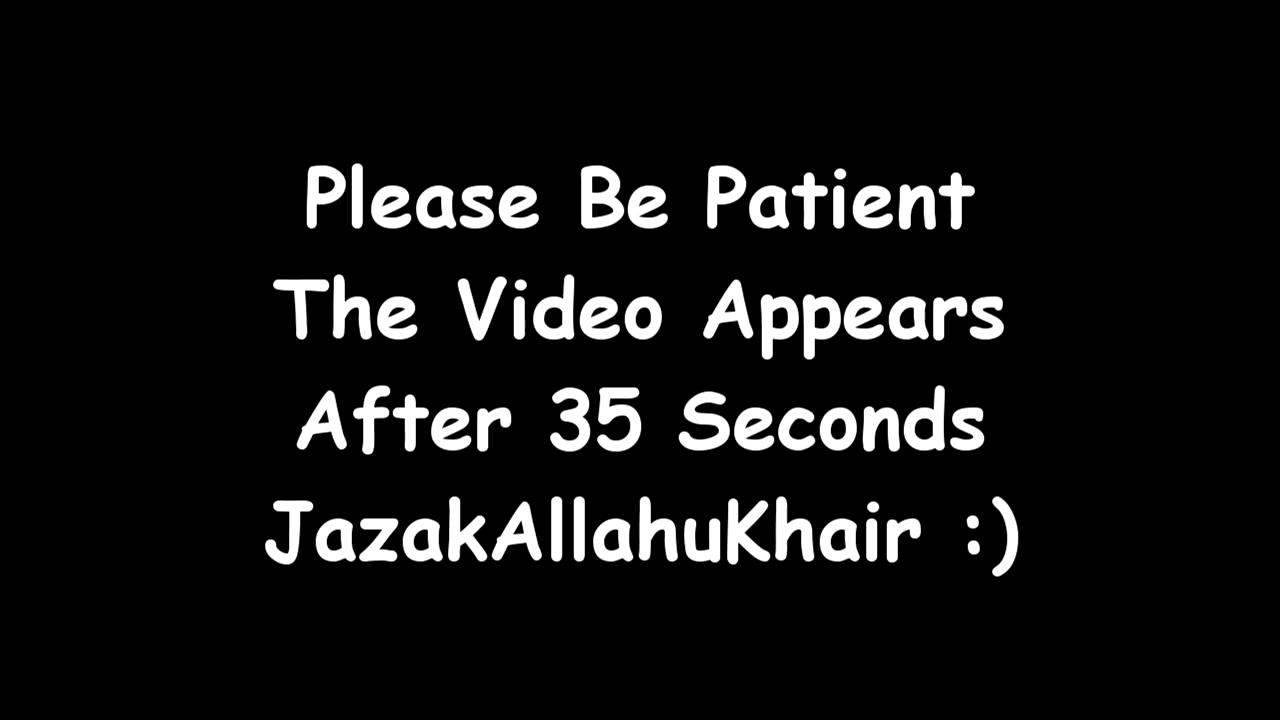 Please Be Patient
The Video Appears
After 35 Seconds
JazakAllahuKhair :)